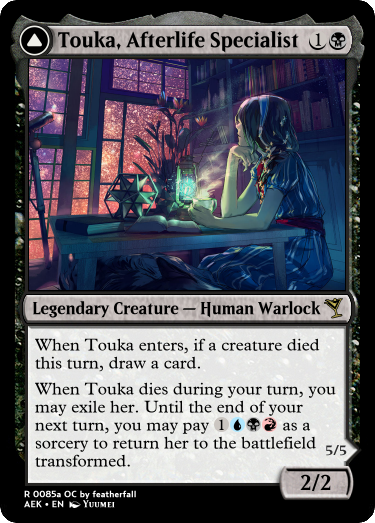 Touka, Afterlife Specialist 1
Legendary Creature — Human Warlock
When Touka enters, if a creature died
this turn, draw a card.
When Touka dies during your turn, you
may exile her. Until the end of your
next turn, you may pay 1 as a
sorcery to return her to the battlefield
transformed.
5/5
2/2
R 0085a OC by featherfall
AEK • EN Yuumei